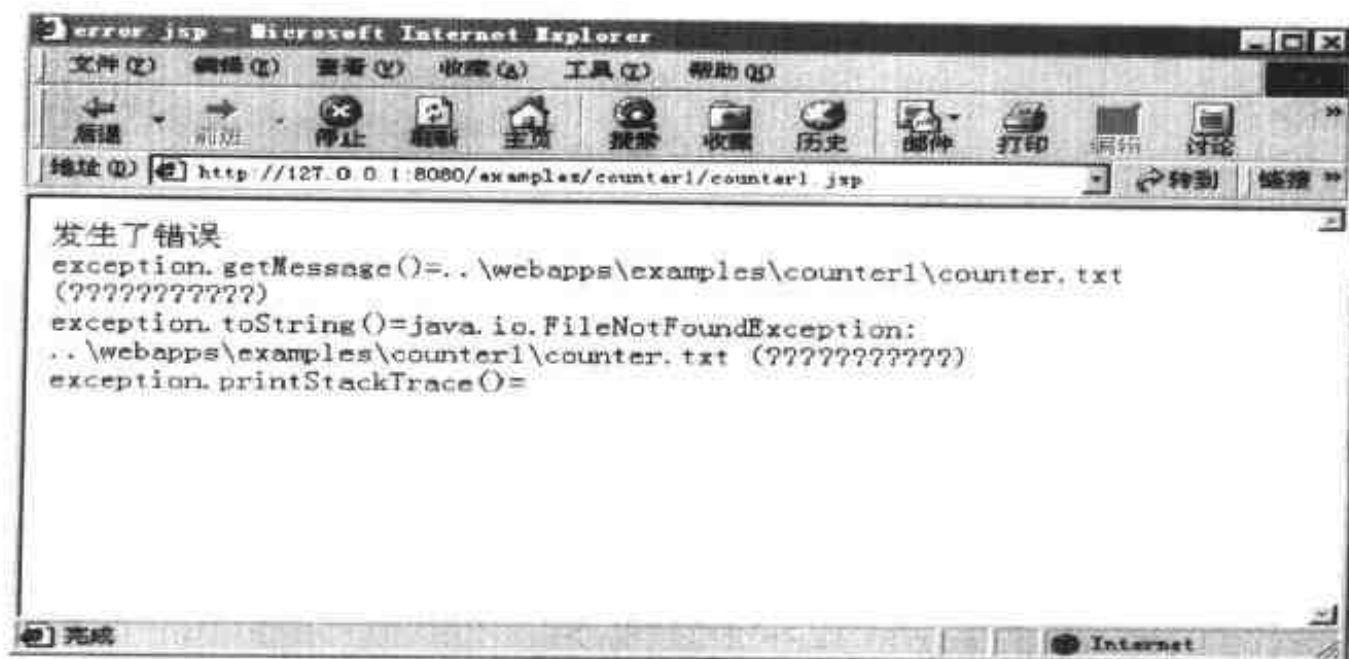 error jsp - Microsoft Internet Explorer
文件(F) 编辑(E) 查看(V) 收藏(A) 工具(T) 帮助(H)
后退 前进 停止 刷新 主页 搜索 收藏 历史 邮件 打印 编辑 讨论 »
地址(D) http://127.0.0.1:8080/examples/counter1/counter1.jsp 转到 链接 »
发生了错误
exception.getMessage()=..\webapps\examples\counter1\counter.txt
(???????????)
exception.toString()=java.io.FileNotFoundException:
..\webapps\examples\counter1\counter.txt (???????????)
exception.printStackTrace()=
完成 Internet